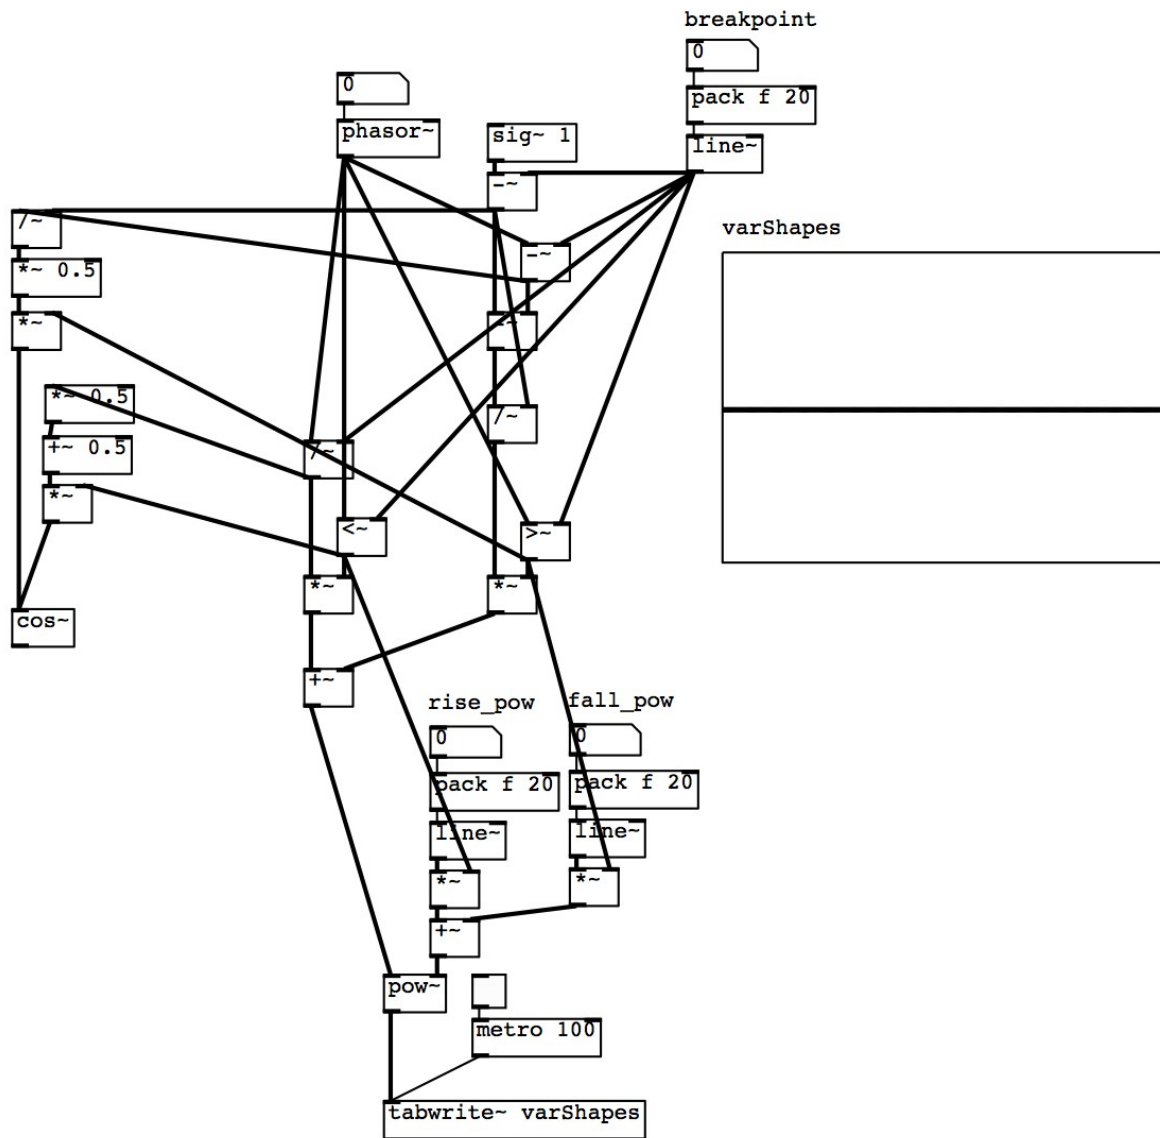 breakpoint
0
0
pack f 20
phasor~
sig~ 1
line~
-~
/~
varShapes
-~
*~ 0.5
*~
-~
*~ 0.5
/~
+~ 0.5
/~
*~
<~
>~
*~
*~
cos~
+~
rise_pow
fall_pow
0
0
pack f 20
pack f 20
line~
line~
*~
*~
+~
pow~
metro 100
tabwrite~ varShapes